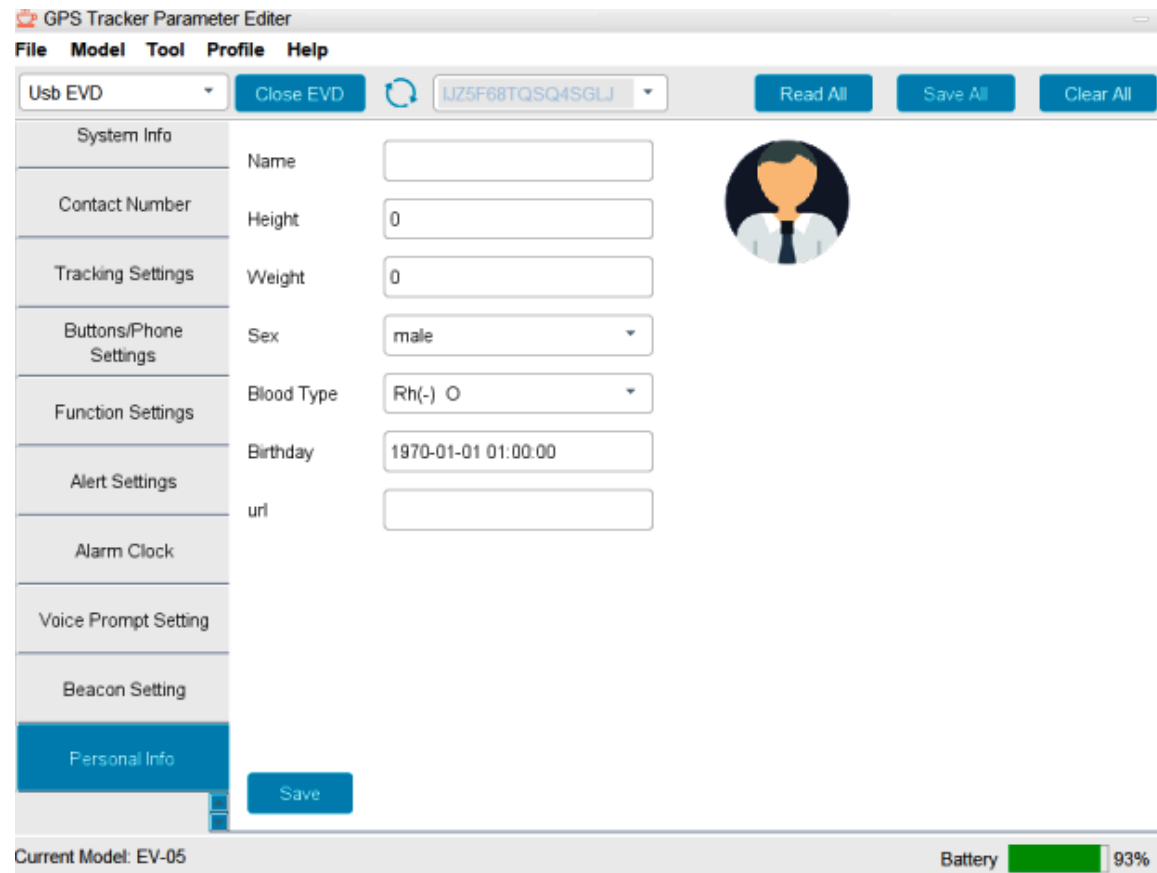 GPS Tracker Parameter Editer
File Model Tool Profile Help
Usb EVD Close EVD IJZ5F68TQSQ4SGLJ Read All Save All Clear All
System Info
Contact Number
Tracking Settings
Buttons/Phone
Settings
Function Settings
Alert Settings
Alarm Clock
Voice Prompt Setting
Beacon Setting
Personal Info
Name
Height 0
Weight 0
Sex male
Blood Type Rh(-) O
Birthday 1970-01-01 01:00:00
url
Save
Current Model: EV-05 Battery 93%